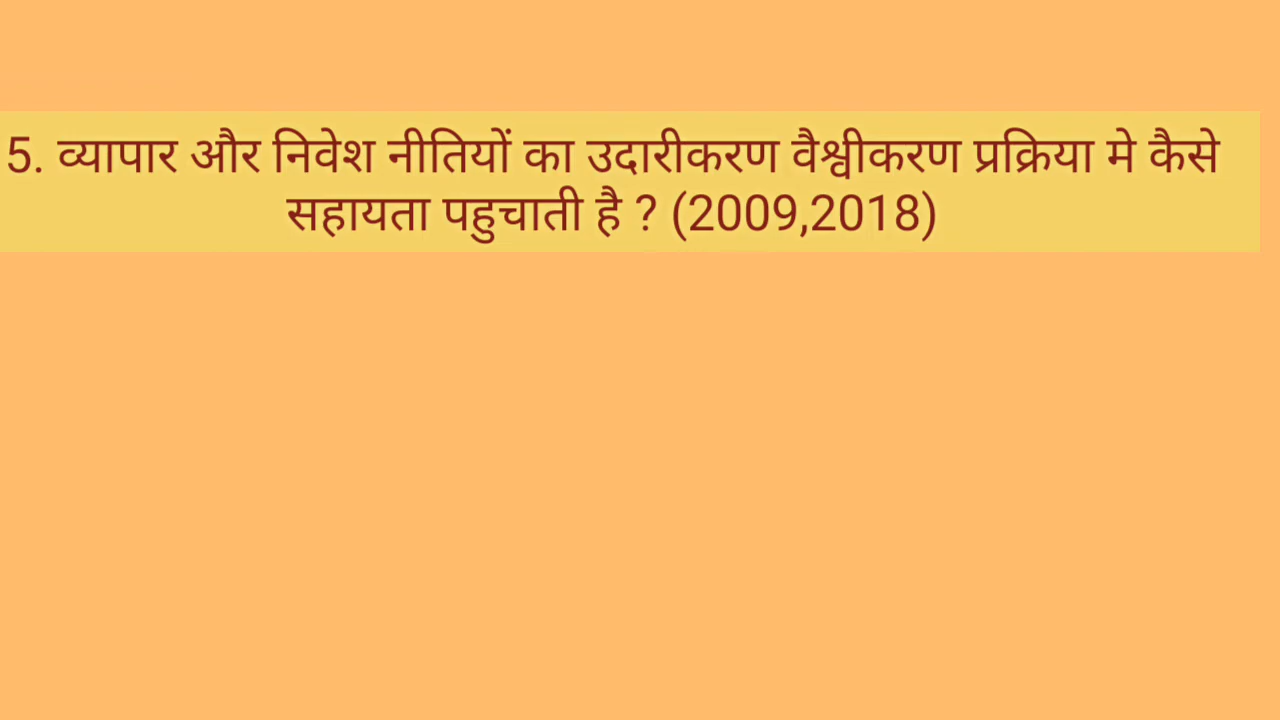 5. व्यापार और निवेश नीतियों का उदारीकरण वैश्वीकरण प्रक्रिया मे कैसे
सहायता पहुचाती है ? (2009,2018)